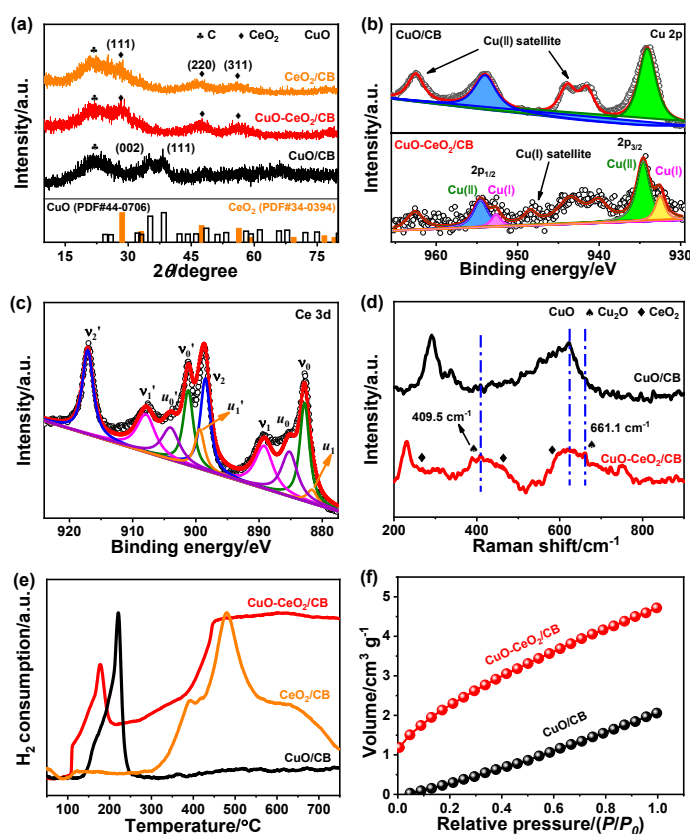 (a)
(111)
♣ C ♦ CeO₂ CuO
(220) (311)
CeO₂/CB
CuO-CeO₂/CB
(002) (111)
CuO/CB
CuO (PDF#44-0706) CeO₂ (PDF#34-0394)
15 30 45 60 75
2θ/degree
Intensity/a.u.
(b)
CuO/CB Cu 2p
Cu(II) satellite
CuO-CeO₂/CB
2p₃/₂
2p₁/₂ Cu(I) satellite
Cu(II) Cu(I) Cu(II) Cu(I)
960 950 940 930
Binding energy/eV
Intensity/a.u.
(c)
Ce 3d
ν₂' ν₀' ν₀
ν₁' u₀' ν₂ u₁' ν₁ u₀ u₁
920 910 900 890 880
Binding energy/eV
Intensity/a.u.
(d)
CuO ♠ Cu₂O ♦ CeO₂
CuO/CB
409.5 cm⁻¹ 661.1 cm⁻¹
CuO-CeO₂/CB
200 400 600 800
Raman shift/cm⁻¹
Intensity/a.u.
(e)
CuO-CeO₂/CB
CeO₂/CB
CuO/CB
100 200 300 400 500 600 700
Temperature/°C
H₂ consumption/a.u.
(f)
CuO-CeO₂/CB
CuO/CB
0 1 2 3 4 5 6
0.0 0.2 0.4 0.6 0.8 1.0
Relative pressure/(P/P₀)
Volume/cm³ g⁻¹